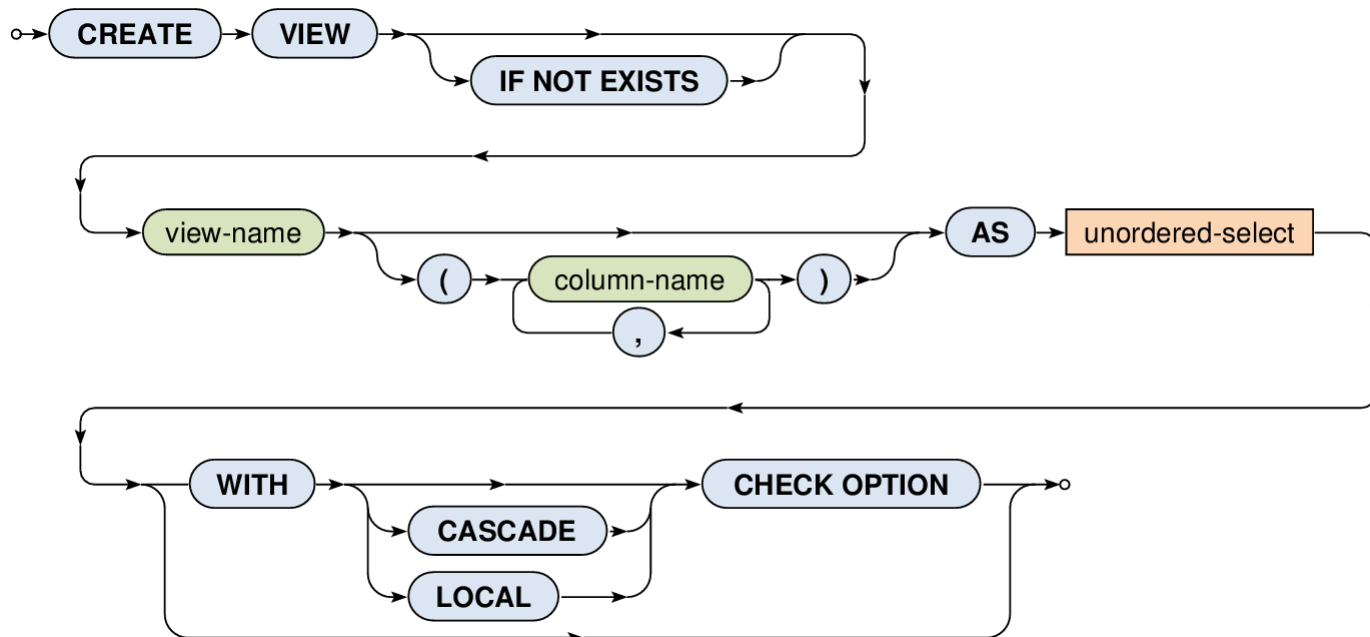 CREATE VIEW
IF NOT EXISTS
view-name AS unordered-select
( column-name )
,
WITH CHECK OPTION
CASCADE
LOCAL